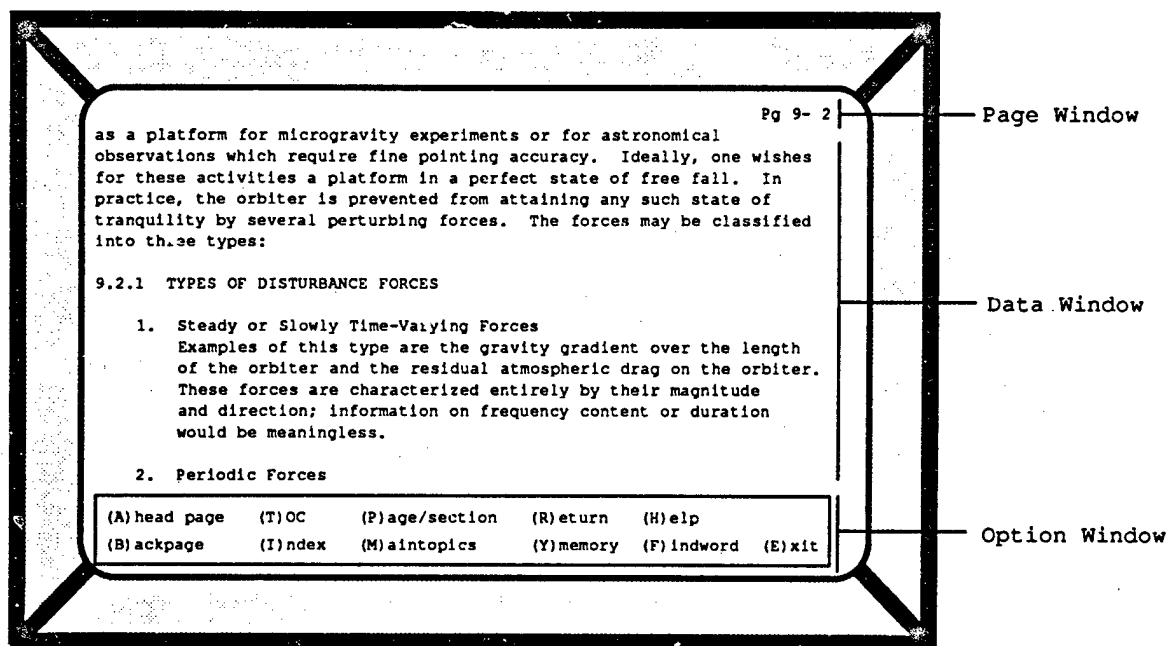 Pg 9- 2
Page Window
as a platform for microgravity experiments or for astronomical
observations which require fine pointing accuracy.  Ideally, one wishes
for these activities a platform in a perfect state of free fall.  In
practice, the orbiter is prevented from attaining any such state of
tranquility by several perturbing forces.  The forces may be classified
into three types:
9.2.1  TYPES OF DISTURBANCE FORCES
Data Window
1.  Steady or Slowly Time-Varying Forces
Examples of this type are the gravity gradient over the length
of the orbiter and the residual atmospheric drag on the orbiter.
These forces are characterized entirely by their magnitude
and direction; information on frequency content or duration
would be meaningless.
2.  Periodic Forces
(A)head page (T)OC (P)age/section (R)eturn (H)elp
(B)ackpage (I)ndex (M)aintopics (Y)memory (F)indword (E)xit
Option Window